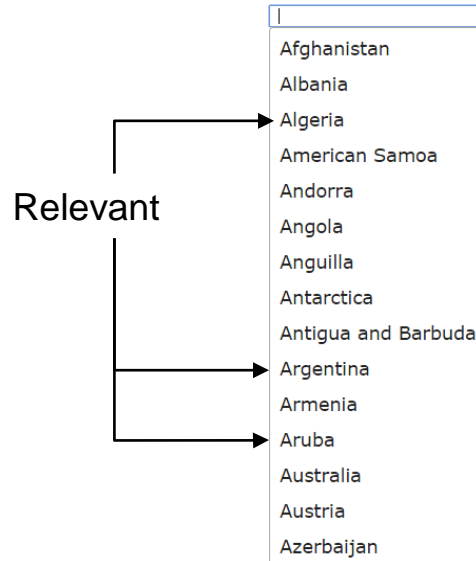 Afghanistan
Albania
Algeria
American Samoa
Andorra
Relevant
Angola
Anguilla
Antarctica
Antigua and Barbuda
Argentina
Armenia
Aruba
Australia
Austria
Azerbaijan